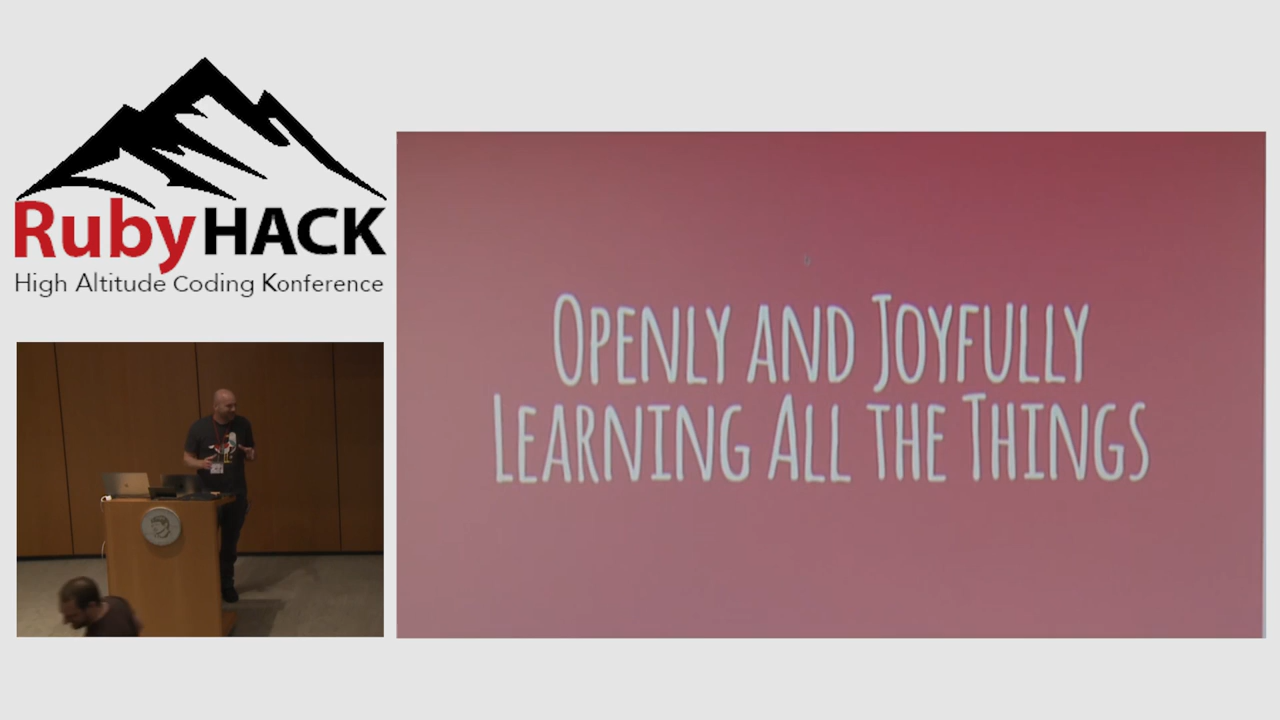 RubyHACK
High Altitude Coding Konference
Openly and Joyfully
Learning All the Things